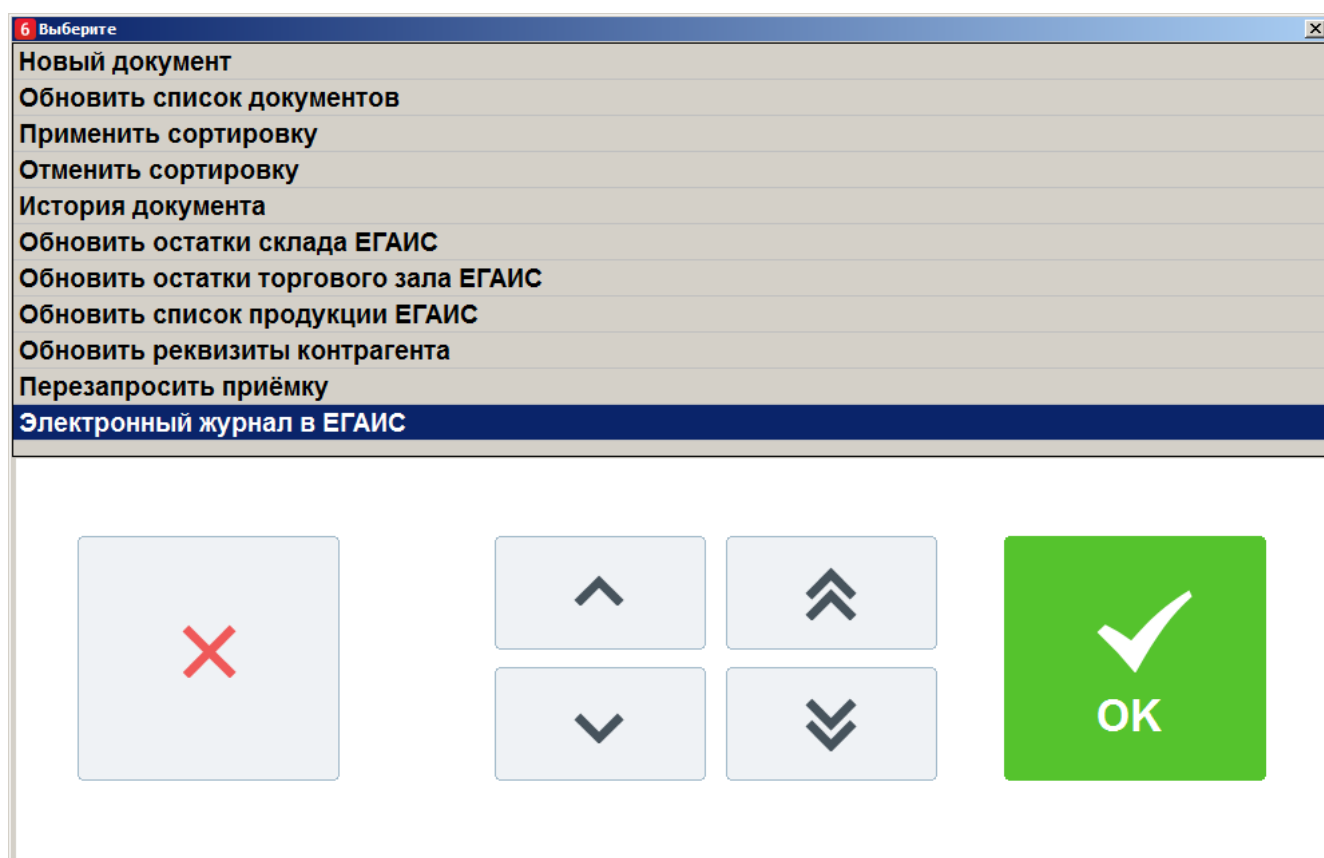 6 Выберите
Новый документ
Обновить список документов
Применить сортировку
Отменить сортировку
История документа
Обновить остатки склада ЕГАИС
Обновить остатки торгового зала ЕГАИС
Обновить список продукции ЕГАИС
Обновить реквизиты контрагента
Перезапросить приёмку
Электронный журнал в ЕГАИС
OK